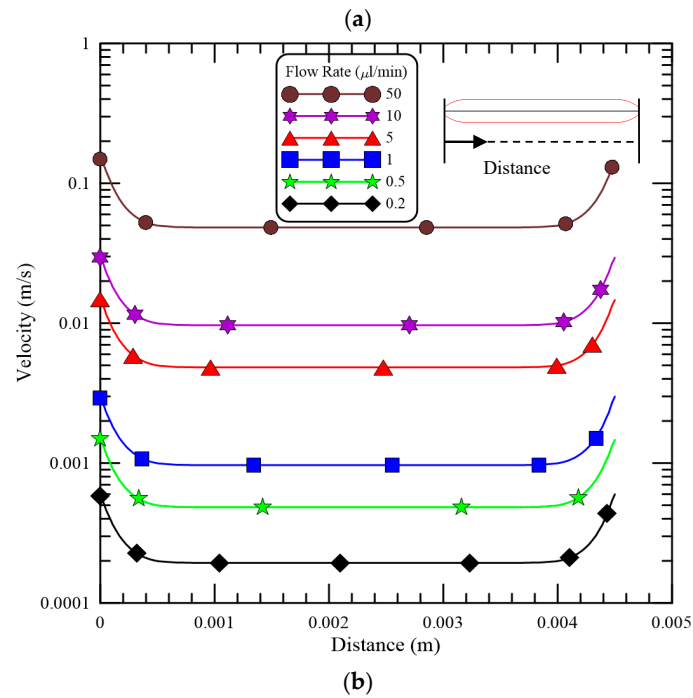 (a)
1
0.1
0.01
0.001
0.0001
Velocity (m/s)
Flow Rate (μl/min)
50
10
5
1
0.5
0.2
Distance
0
0.001
0.002
0.003
0.004
0.005
Distance (m)
(b)